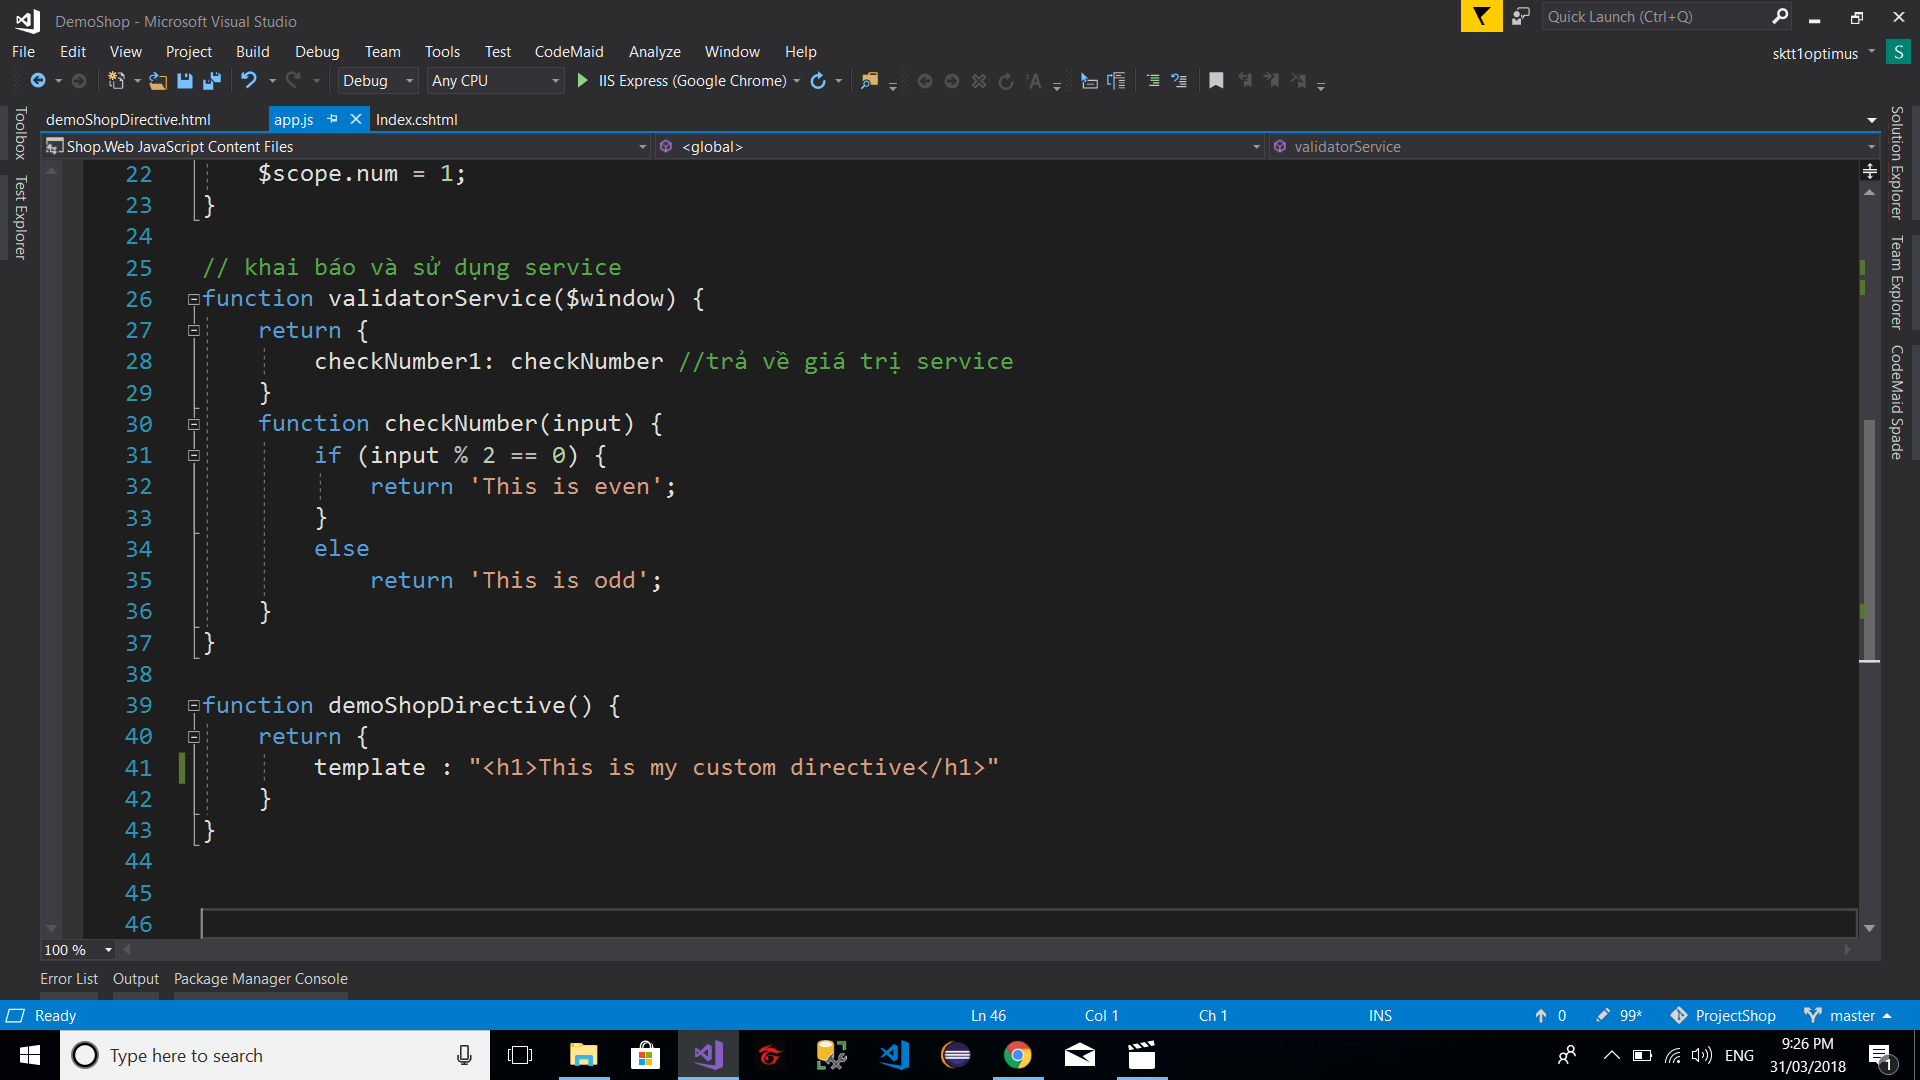 DemoShop - Microsoft Visual Studio
Quick Launch (Ctrl+Q)
File Edit View Project Build Debug Team Tools Test CodeMaid Analyze Window Help
sktt1optimus S
Debug Any CPU IIS Express (Google Chrome)
demoShopDirective.html app.js Index.cshtml
Shop.Web JavaScript Content Files <global> validatorService
Toolbox
Test Explorer
Solution Explorer
Team Explorer
CodeMaid Spade
22 $scope.num = 1;
23 }
24
25 // khai báo và sử dụng service
26 function validatorService($window) {
27 return {
28 checkNumber1: checkNumber //trả về giá trị service
29 }
30 function checkNumber(input) {
31 if (input % 2 == 0) {
32 return 'This is even';
33 }
34 else
35 return 'This is odd';
36 }
37 }
38
39 function demoShopDirective() {
40 return {
41 template : "<h1>This is my custom directive</h1>"
42 }
43 }
44
45
46
100 %
Error List Output Package Manager Console
Ready Ln 46 Col 1 Ch 1 INS 0 99* ProjectShop master
Type here to search
ENG
9:26 PM
31/03/2018
1